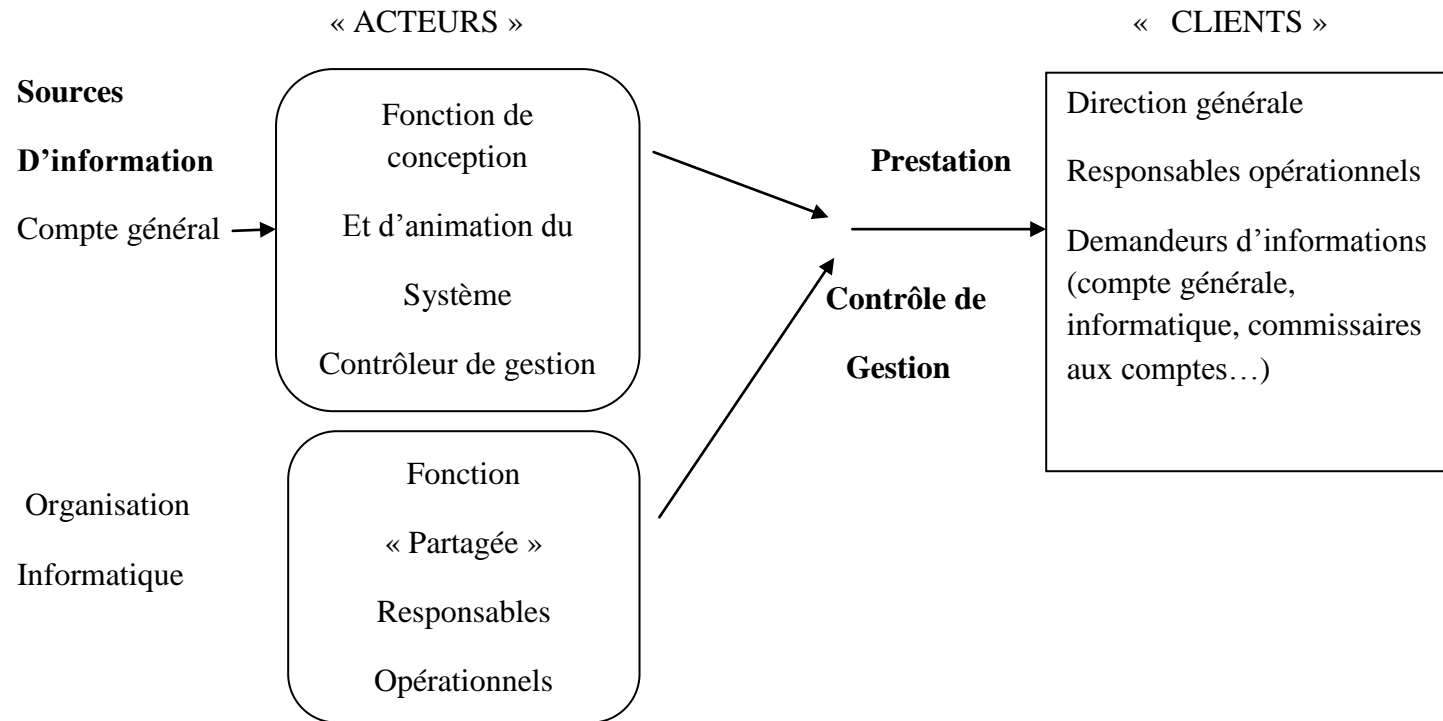 « ACTEURS »
« CLIENTS »
Sources
D’information
Compte général
Fonction de
conception
Et d’animation du
Système
Contrôleur de gestion
Organisation
Informatique
Fonction
« Partagée »
Responsables
Opérationnels
Prestation
Contrôle de
Gestion
Direction générale
Responsables opérationnels
Demandeurs d’informations
(compte générale,
informatique, commissaires
aux comptes…)